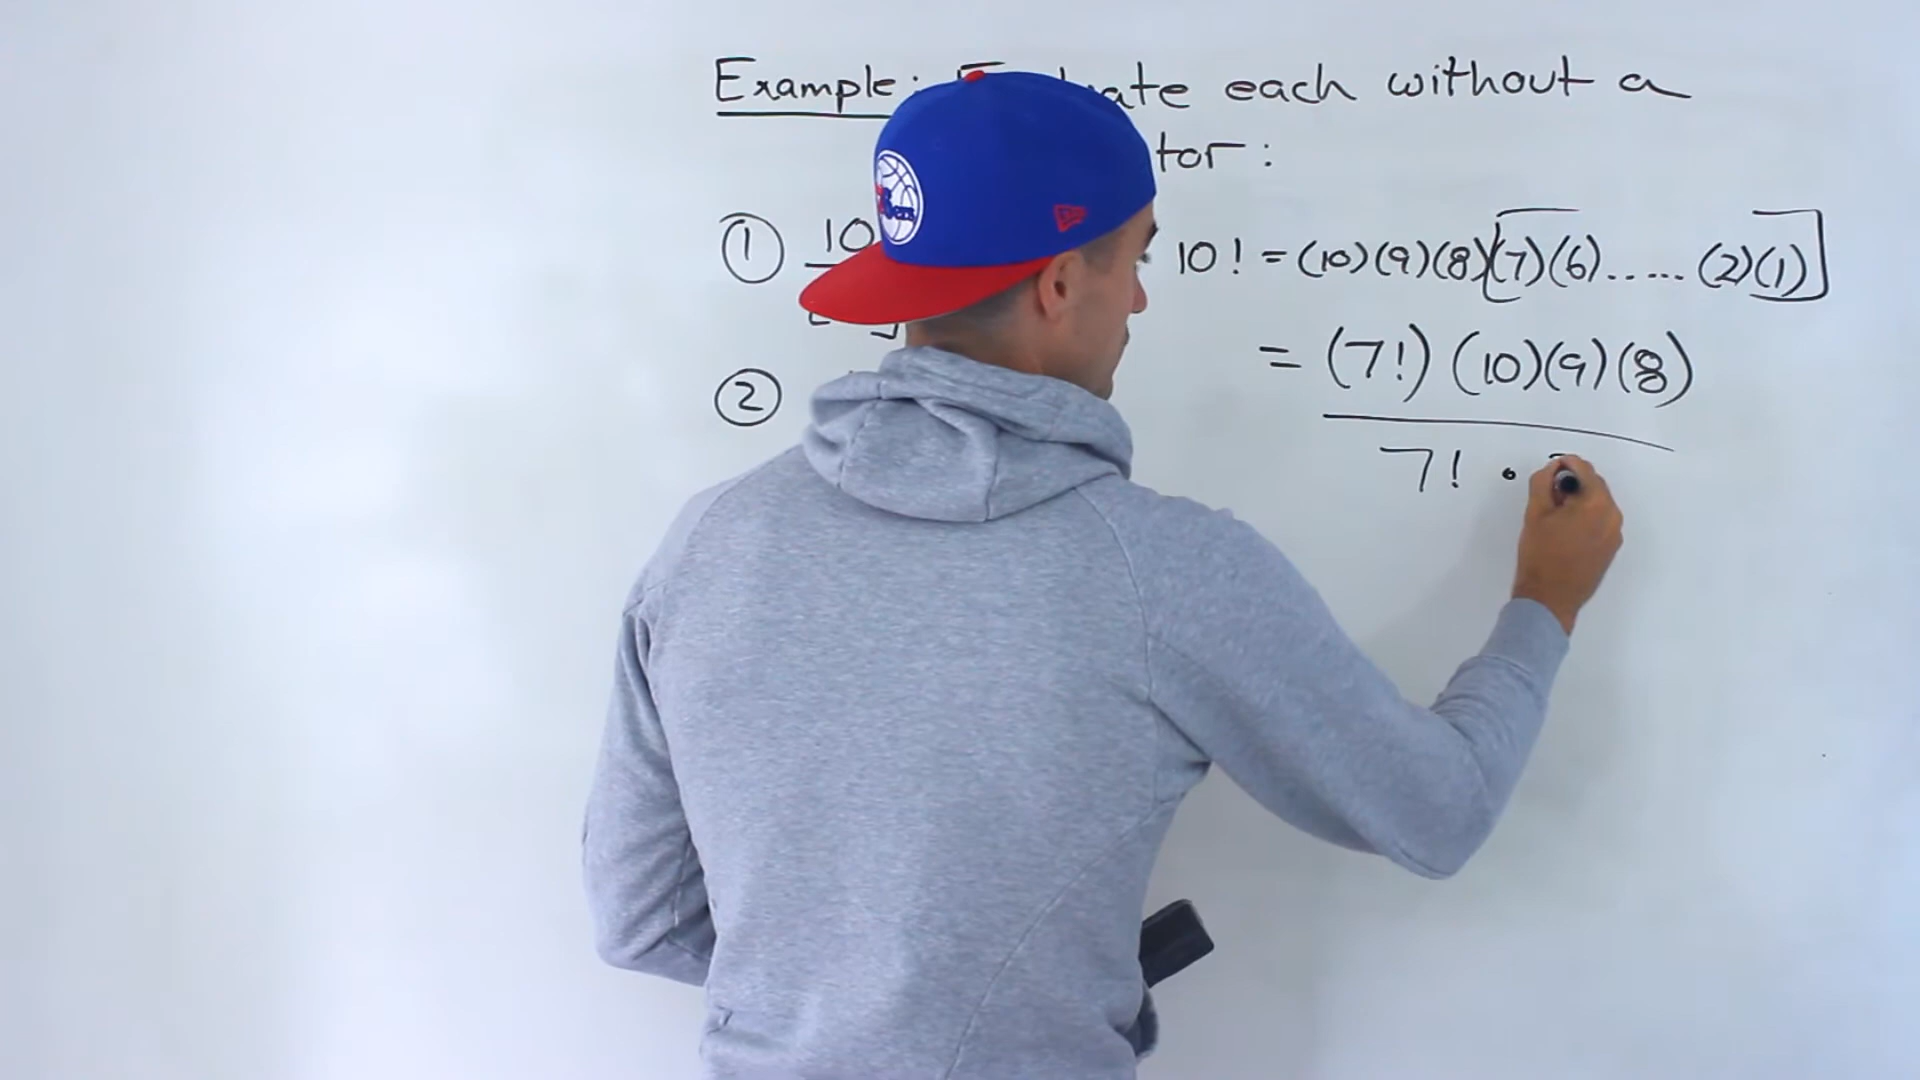 Example: each without a
tor:
① 10
10! = (10)(9)(8)[(7)(6).....(2)(1)]
= (7!)(10)(9)(8)
7! ·
②
76ers